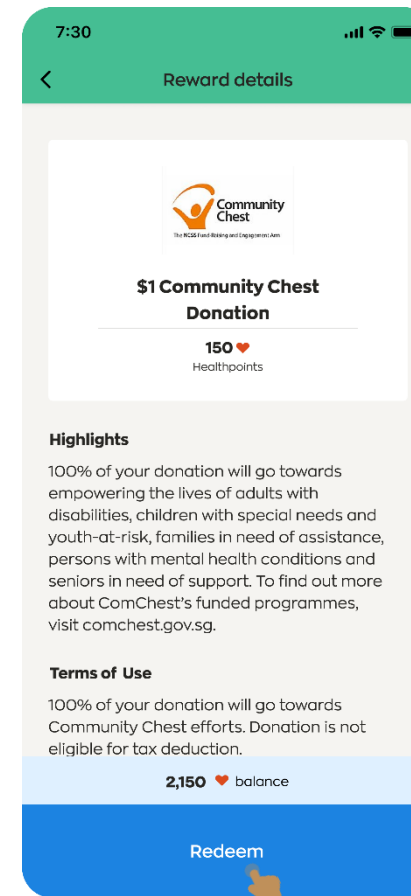 7:30
Reward details
Community
Chest
The NCSS Fund-Raising and Engagement Arm
$1 Community Chest
Donation
150
Healthpoints
Highlights
100% of your donation will go towards
empowering the lives of adults with
disabilities, children with special needs and
youth-at-risk, families in need of assistance,
persons with mental health conditions and
seniors in need of support. To find out more
about ComChest’s funded programmes,
visit comchest.gov.sg.
Terms of Use
100% of your donation will go towards
Community Chest efforts. Donation is not
eligible for tax deduction.
2,150 balance
Redeem